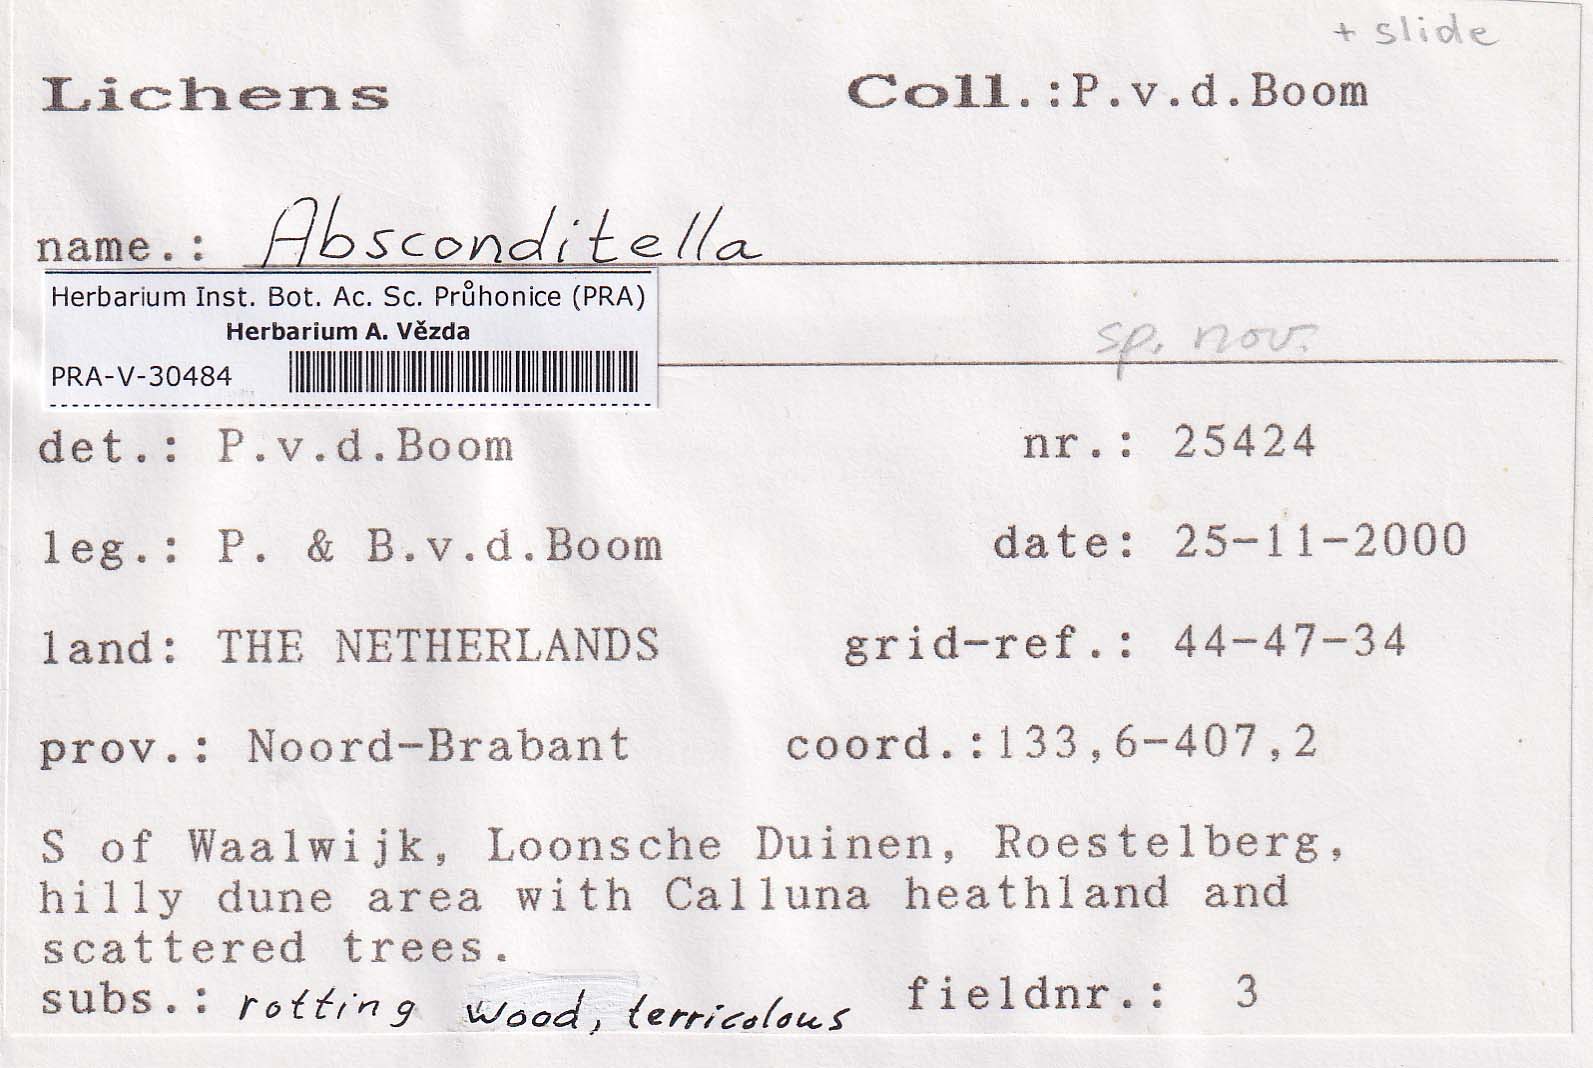 + slide
Lichens Coll.:P.v.d.Boom
name.: Absconditella
Herbarium Inst. Bot. Ac. Sc. Průhonice (PRA)
Herbarium A. Vězda
PRA-V-30484
sp. nov.
det.: P.v.d.Boom nr.: 25424
leg.: P. & B.v.d.Boom date: 25-11-2000
land: THE NETHERLANDS grid-ref.: 44-47-34
prov.: Noord-Brabant coord.:133,6-407,2
S of Waalwijk, Loonsche Duinen, Roestelberg,
hilly dune area with Calluna heathland and
scattered trees.
subs.: rotting wood, terricolous fieldnr.: 3